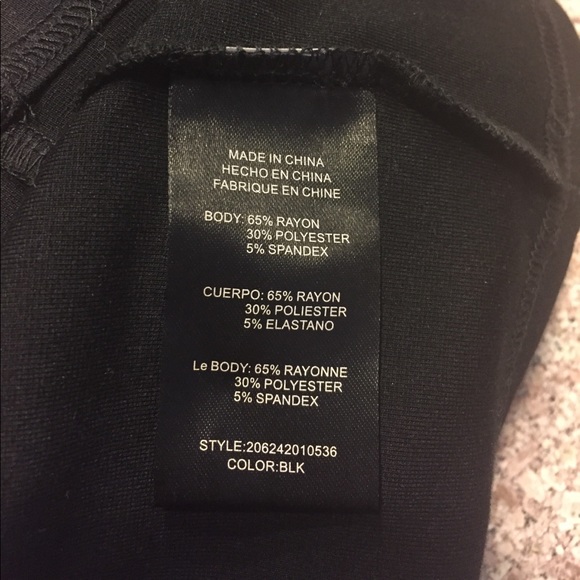 MADE IN CHINA
HECHO EN CHINA
FABRIQUE EN CHINE
BODY: 65% RAYON
30% POLYESTER
5% SPANDEX
CUERPO: 65% RAYON
30% POLIESTER
5% ELASTANO
Le BODY: 65% RAYONNE
30% POLYESTER
5% SPANDEX
STYLE:206242010536
COLOR:BLK